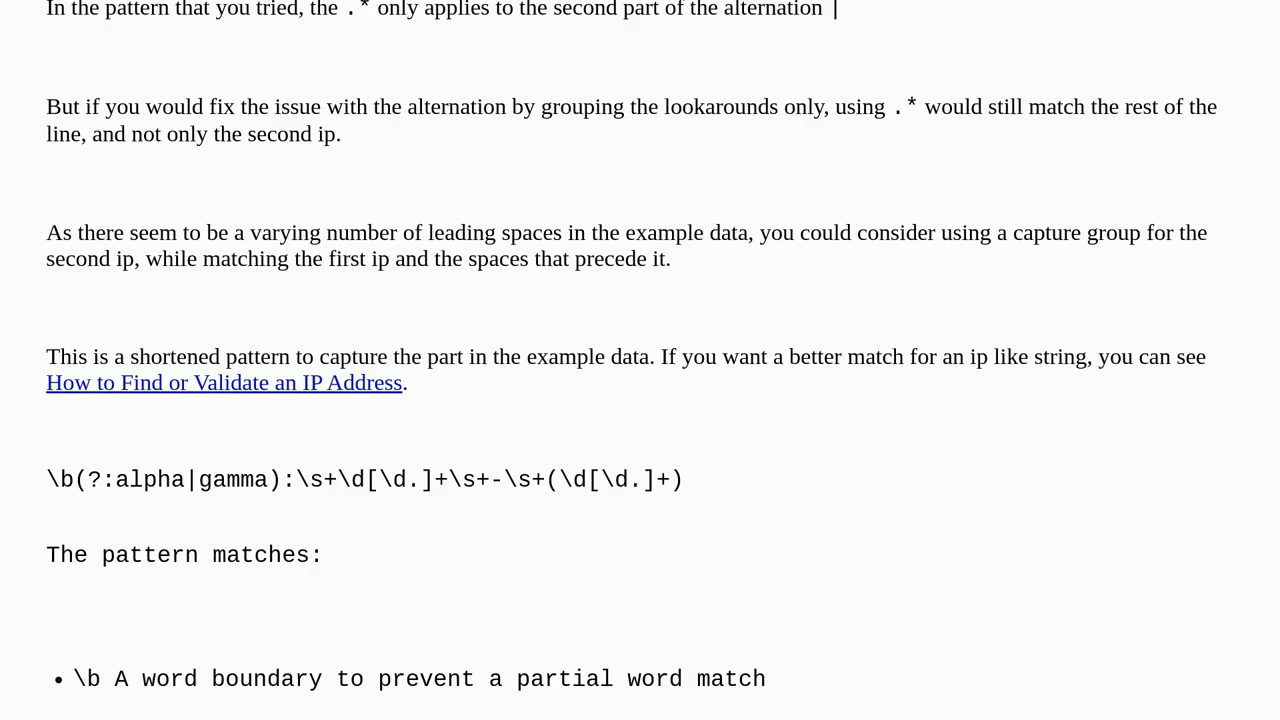 In the pattern that you tried, the .* only applies to the second part of the alternation |
But if you would fix the issue with the alternation by grouping the lookarounds only, using .* would still match the rest of the
line, and not only the second ip.
As there seem to be a varying number of leading spaces in the example data, you could consider using a capture group for the
second ip, while matching the first ip and the spaces that precede it.
This is a shortened pattern to capture the part in the example data. If you want a better match for an ip like string, you can see
How to Find or Validate an IP Address.
\b(?:alpha|gamma):\s+\d[\d.]+\s+-\s+(\d[\d.]+)
The pattern matches:
• \b A word boundary to prevent a partial word match